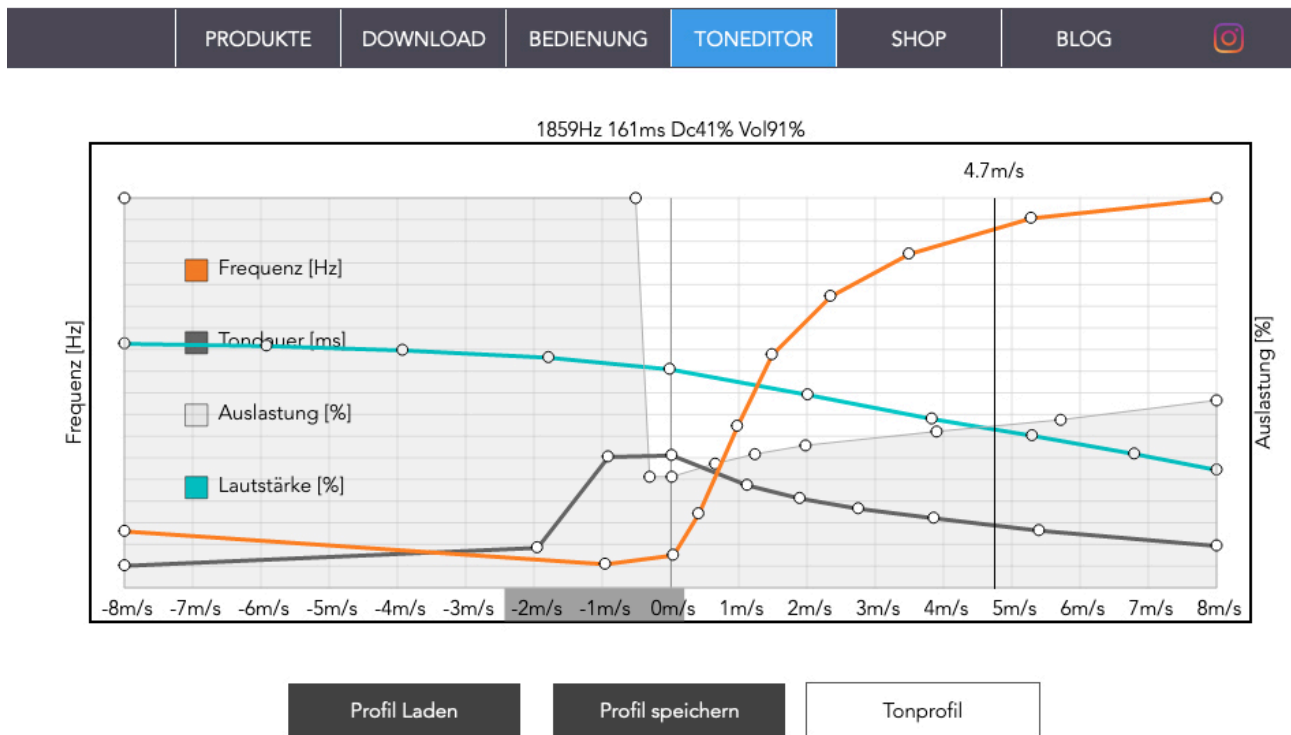 PRODUKTE DOWNLOAD BEDIENUNG TONEDITOR SHOP BLOG
1859Hz 161ms Dc41% Vol91%
4.7m/s
Frequenz [Hz]
Tondauer [ms]
Auslastung [%]
Lautstärke [%]
Frequenz [Hz]
Auslastung [%]
-8m/s -7m/s -6m/s -5m/s -4m/s -3m/s -2m/s -1m/s 0m/s 1m/s 2m/s 3m/s 4m/s 5m/s 6m/s 7m/s 8m/s
Profil Laden Profil speichern Tonprofil